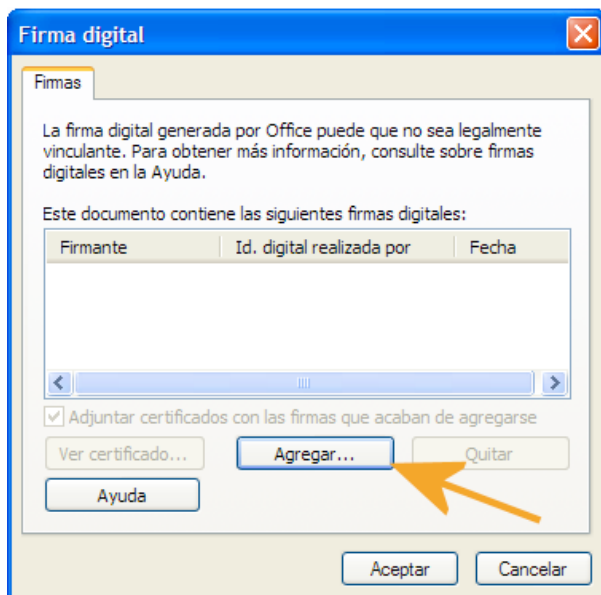 Firma digital
Firmas
La firma digital generada por Office puede que no sea legalmente
vinculante. Para obtener más información, consulte sobre firmas
digitales en la Ayuda.
Este documento contiene las siguientes firmas digitales:
Firmante Id. digital realizada por Fecha
Adjuntar certificados con las firmas que acaban de agregarse
Ver certificado... Agregar... Quitar
Ayuda
Aceptar Cancelar